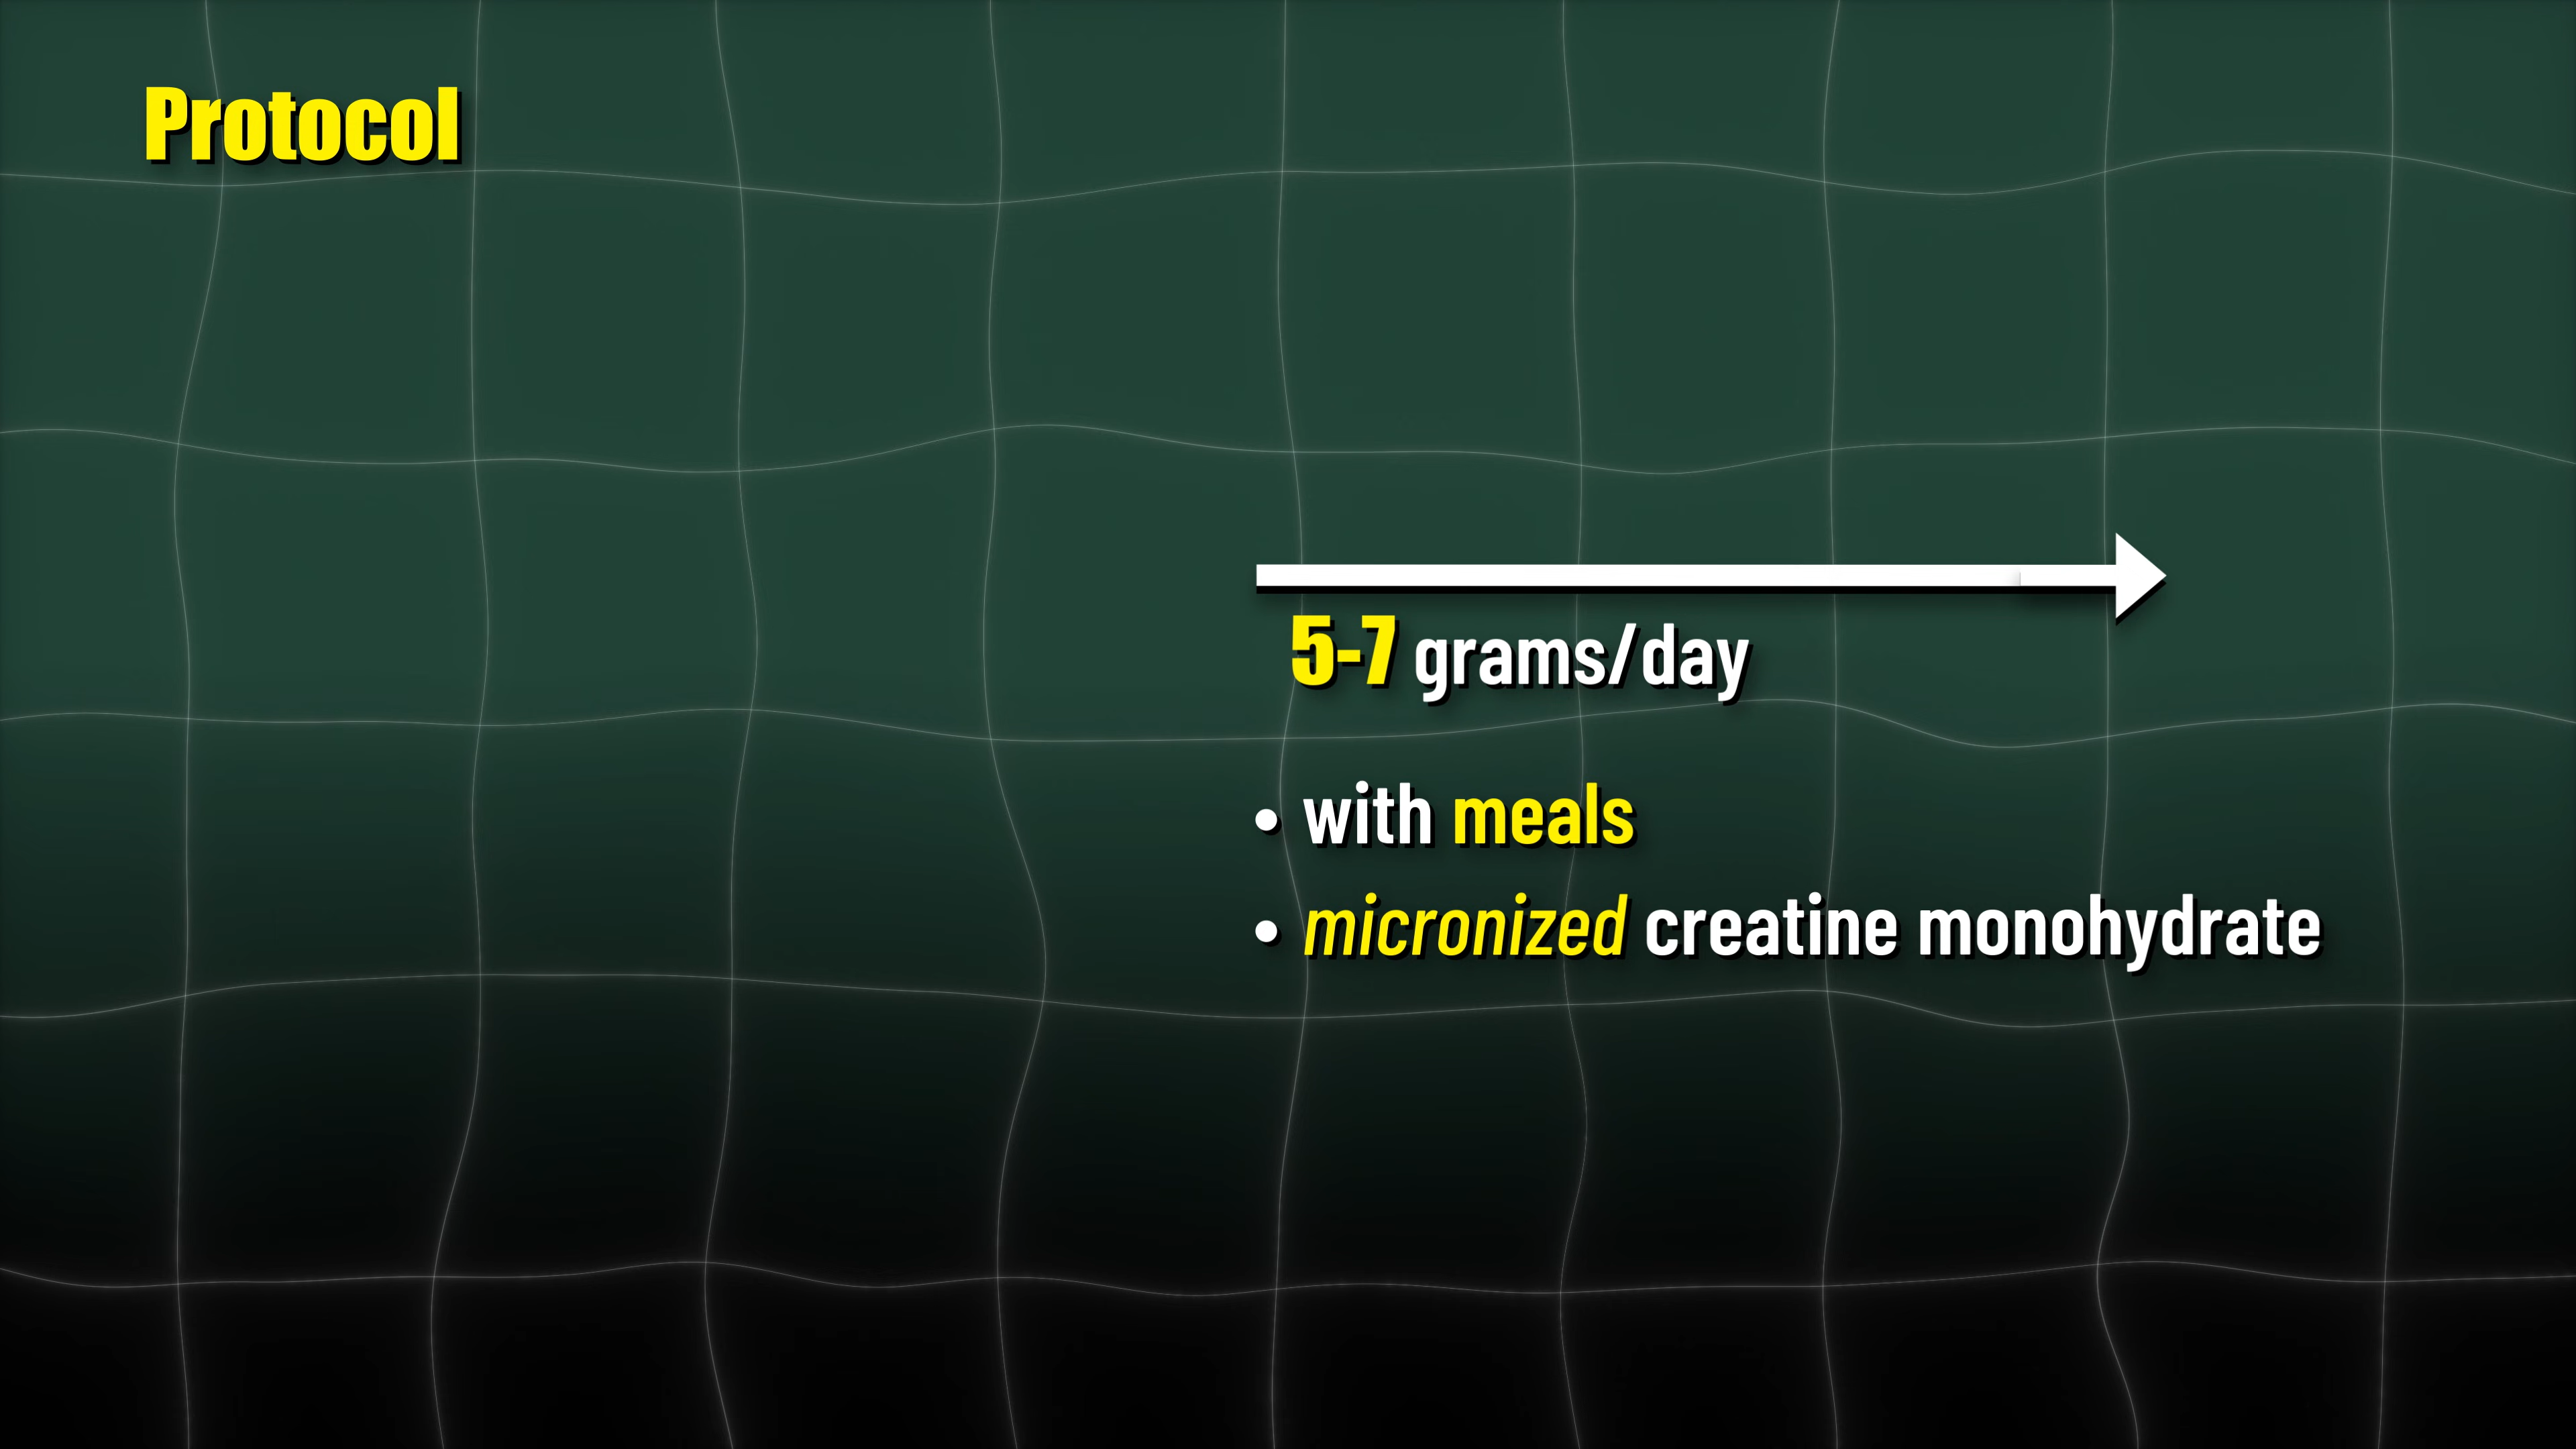 Protocol
5-7 grams/day
• with meals
• micronized creatine monohydrate